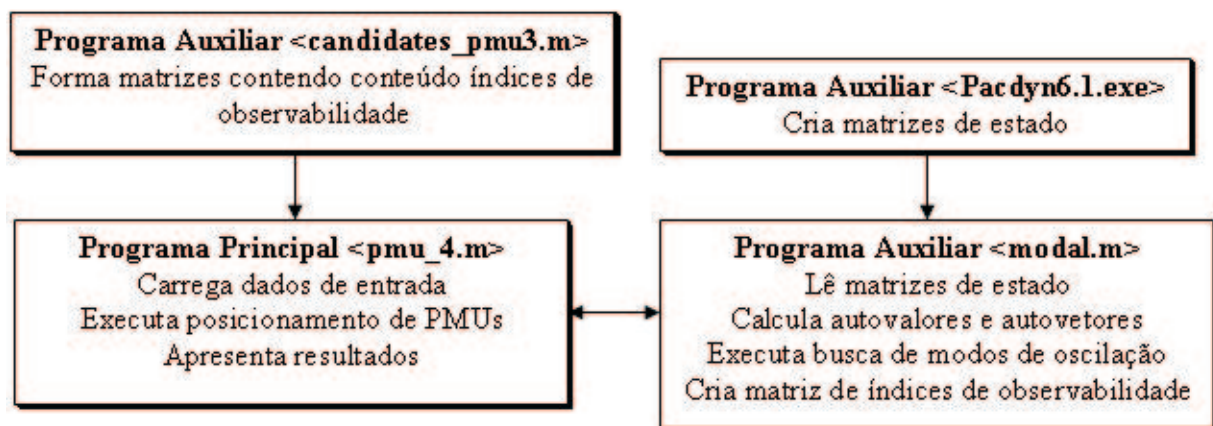 Programa Auxiliar <candidates_pmu3.m>
Forma matrizes contendo conteúdo índices de
observabilidade
Programa Auxiliar <Pacdyn6.1.exe>
Cria matrizes de estado
Programa Principal <pmu_4.m>
Carrega dados de entrada
Executa posicionamento de PMUs
Apresenta resultados
Programa Auxiliar <modal.m>
Lê matrizes de estado
Calcula autovalores e autovetores
Executa busca de modos de oscilação
Cria matriz de índices de observabilidade